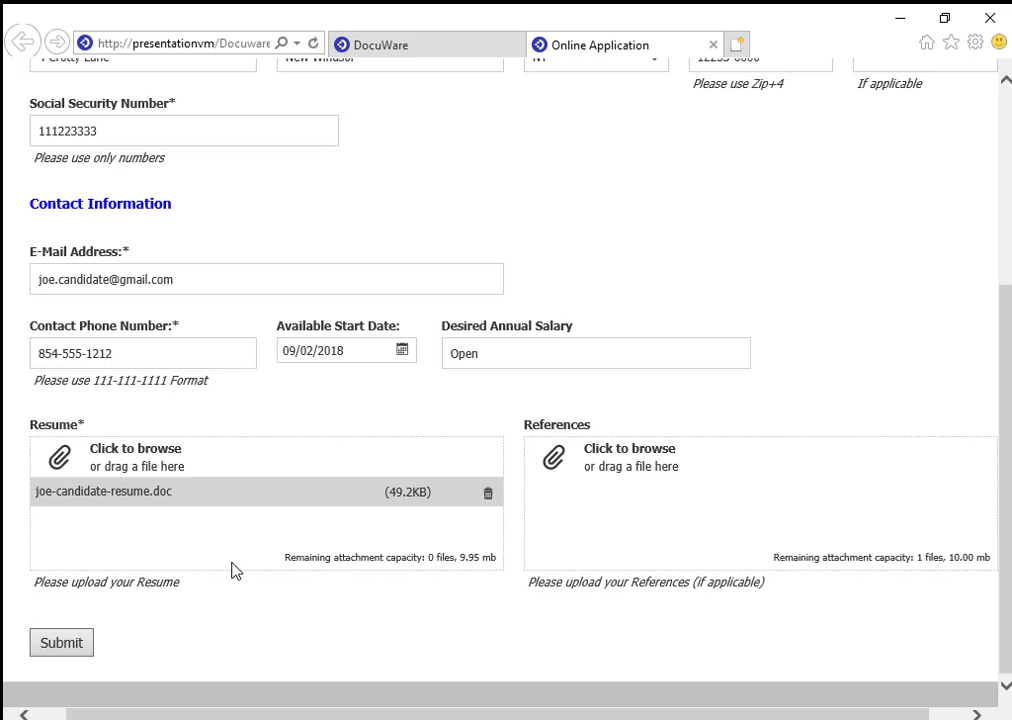 http://presentationvm/Docuware
DocuWare
Online Application
New Windsor
NY
Please use Zip+4
If applicable
Social Security Number*
111223333
Please use only numbers
Contact Information
E-Mail Address:*
joe.candidate@gmail.com
Contact Phone Number:*
Available Start Date:
Desired Annual Salary
854-555-1212
09/02/2018
Open
Please use 111-111-1111 Format
Resume*
References
Click to browse
or drag a file here
Click to browse
or drag a file here
joe-candidate-resume.doc
(49.2KB)
Remaining attachment capacity: 0 files, 9.95 mb
Remaining attachment capacity: 1 files, 10.00 mb
Please upload your Resume
Please upload your References (if applicable)
Submit